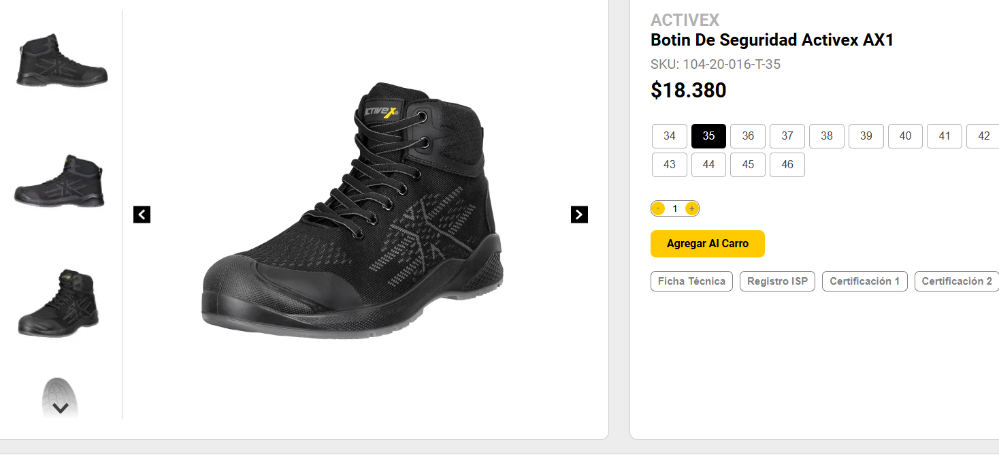 ACTIVEX
ACTIVEX
Botin De Seguridad Activex AX1
SKU: 104-20-016-T-35
$18.380
34 35 36 37 38 39 40 41 42
43 44 45 46
- 1 +
Agregar Al Carro
Ficha Técnica Registro ISP Certificación 1 Certificación 2